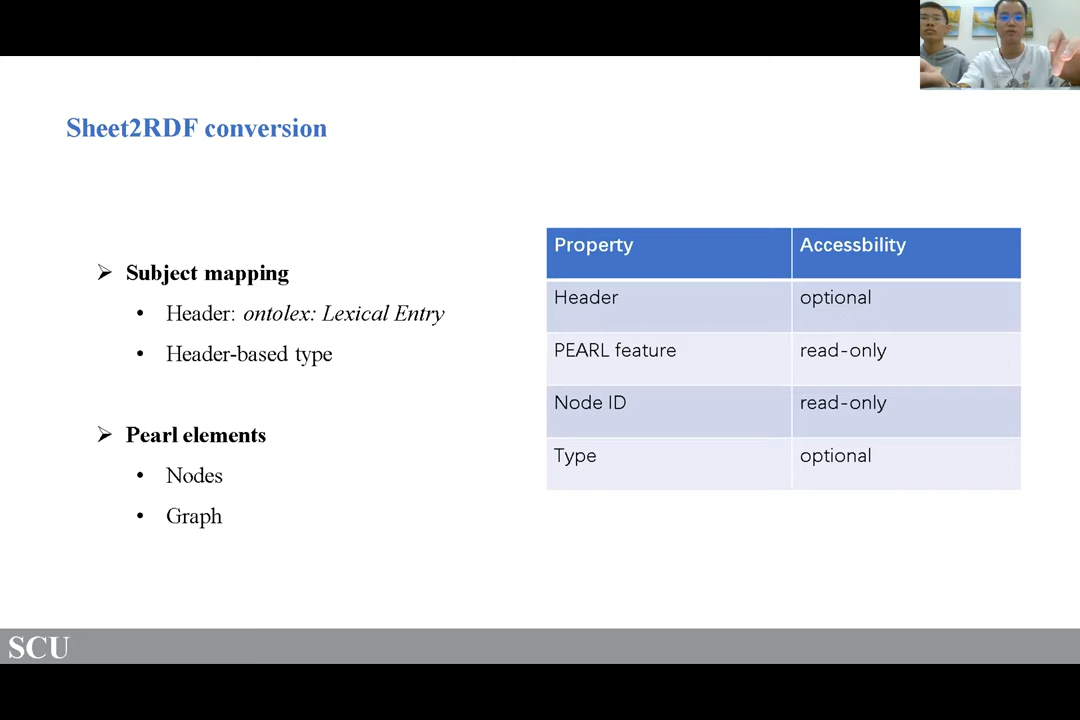 Sheet2RDF conversion
➢ Subject mapping
• Header: ontolex: Lexical Entry
• Header-based type
➢ Pearl elements
• Nodes
• Graph
Property Accessbility
Header optional
PEARL feature read-only
Node ID read-only
Type optional
SCU